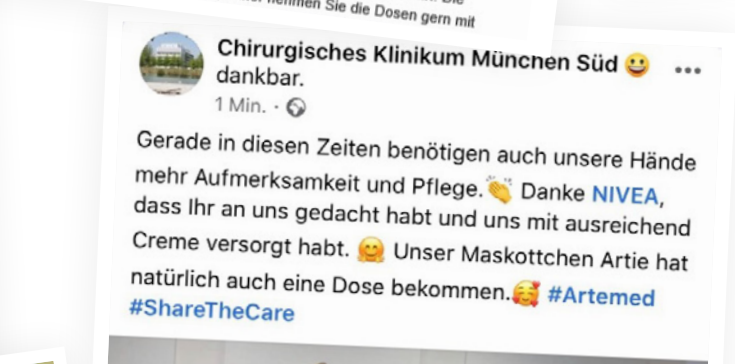 nehmen Sie die Dosen gern mit
Chirurgisches Klinikum München Süd 😀
dankbar.
1 Min. ·
Gerade in diesen Zeiten benötigen auch unsere Hände
mehr Aufmerksamkeit und Pflege.👏 Danke NIVEA,
dass Ihr an uns gedacht habt und uns mit ausreichend
Creme versorgt habt. 🤗 Unser Maskottchen Artie hat
natürlich auch eine Dose bekommen.🥰 #Artemed
#ShareTheCare